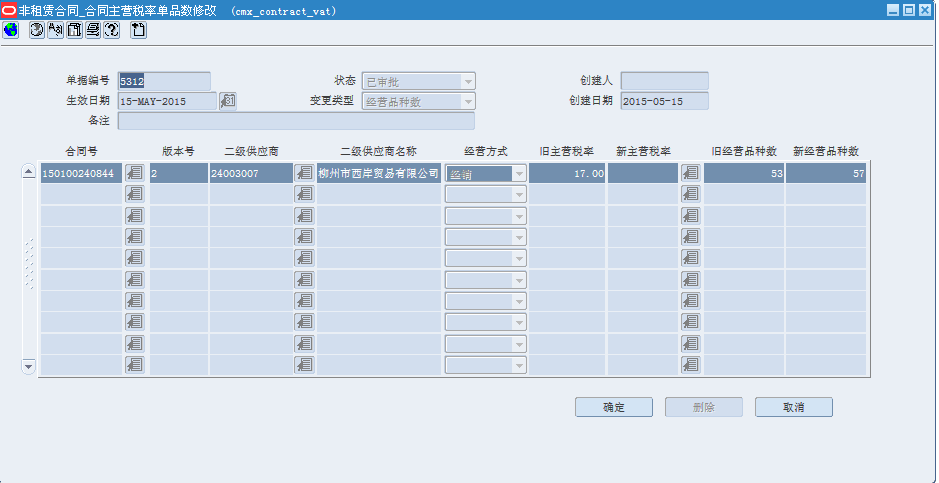 非租赁合同_合同主营税率单品数修改 (cmx_contract_vat)
单据编号 5312 状态 已审批 创建人
生效日期 15-MAY-2015 变更类型 经营品种数 创建日期 2015-05-15
备注
合同号 版本号 二级供应商 二级供应商名称 经营方式 旧主营税率 新主营税率 旧经营品种数 新经营品种数
150100240844 2 24003007 柳州市西岸贸易有限公司 经销 17.00 53 57
确定 删除 取消